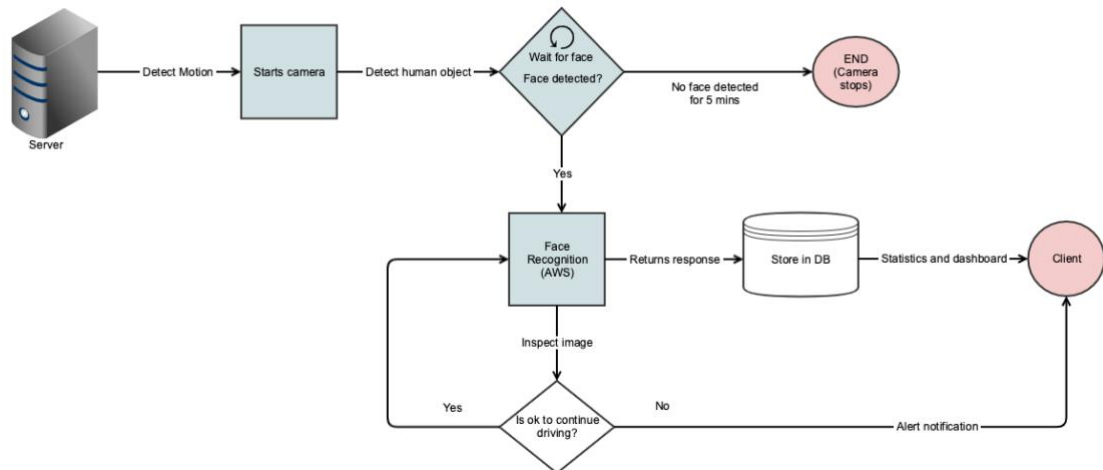 Server
Detect Motion
Starts camera
Detect human object
Wait for face
Face detected?
No face detected
for 5 mins
END
(Camera
stops)
Yes
Face
Recognition
(AWS)
Returns response
Store in DB
Statistics and dashboard
Client
Inspect image
Is ok to continue
driving?
Yes
No
Alert notification